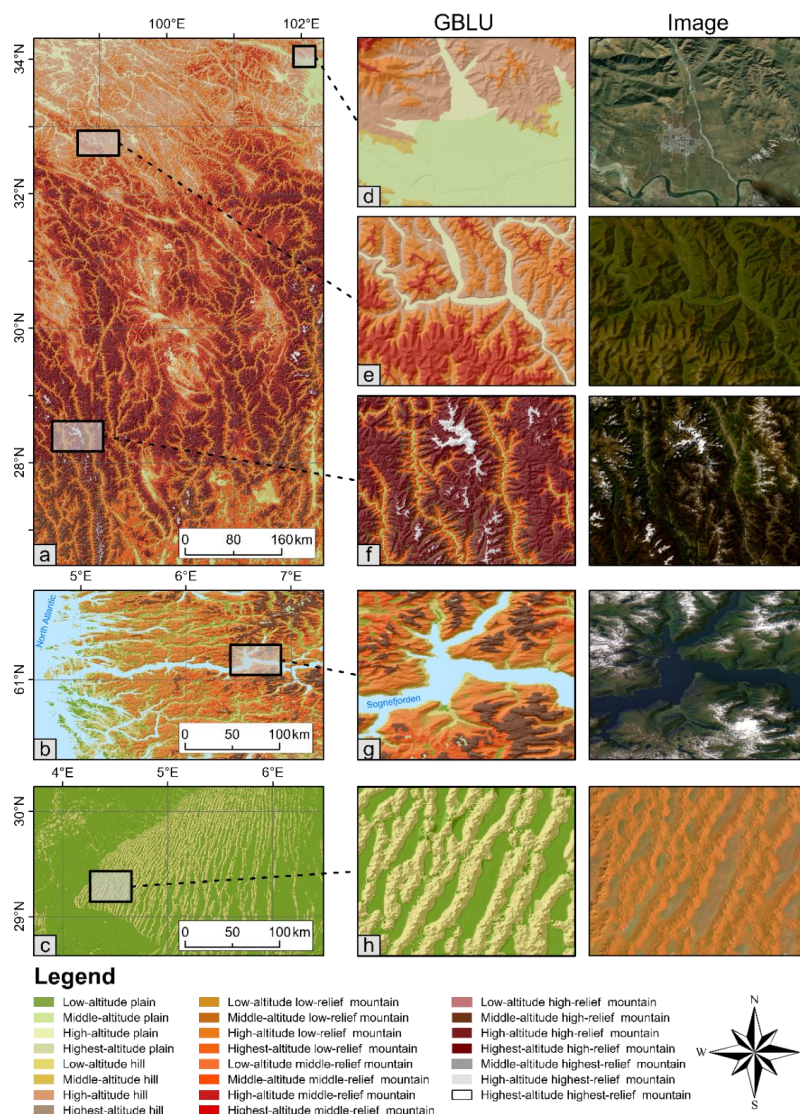 GBLU Image
100°E 102°E
34°N
32°N
30°N
28°N
0 80 160 km
a
d
e
f
5°E 6°E 7°E
North Atlantic
61°N
0 50 100 km
b
Sognefjorden
g
4°E 5°E 6°E
30°N
29°N
0 50 100 km
c
h
Legend
Low-altitude plain
Middle-altitude plain
High-altitude plain
Highest-altitude plain
Low-altitude hill
Middle-altitude hill
High-altitude hill
Highest-altitude hill
Low-altitude low-relief mountain
Middle-altitude low-relief mountain
High-altitude low-relief mountain
Highest-altitude low-relief mountain
Low-altitude middle-relief mountain
Middle-altitude middle-relief mountain
High-altitude middle-relief mountain
Highest-altitude middle-relief mountain
Low-altitude high-relief mountain
Middle-altitude high-relief mountain
High-altitude high-relief mountain
Highest-altitude high-relief mountain
Middle-altitude highest-relief mountain
High-altitude highest-relief mountain
Highest-altitude highest-relief mountain
N
W E
S